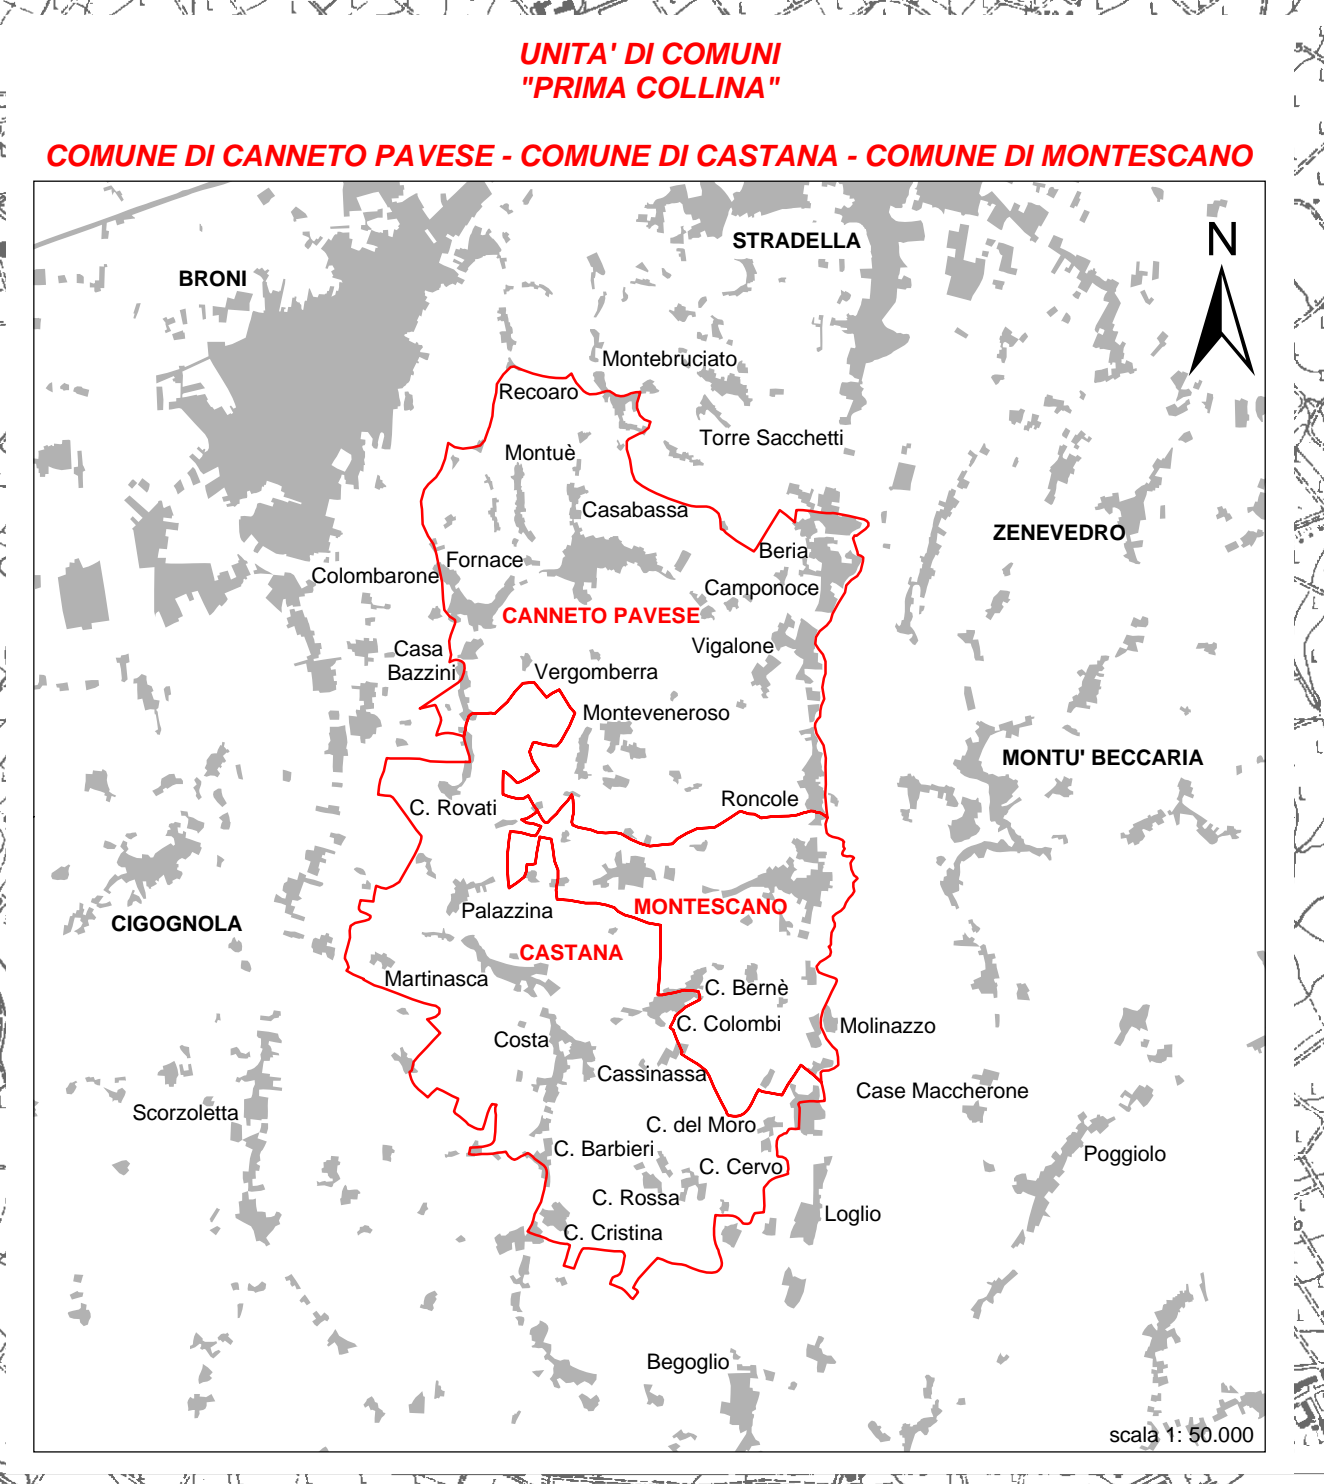 UNITA' DI COMUNI
"PRIMA COLLINA"
COMUNE DI CANNETO PAVESE - COMUNE DI CASTANA - COMUNE DI MONTESCANO
STRADELLA
N
BRONI
Montebruciato
Recoaro
Torre Sacchetti
Montuè
Casabassa
ZENEVEDRO
Beria
Fornace
Colombarone
Camponoce
CANNETO PAVESE
Vigalone
Casa
Bazzini
Vergomberra
Monteveneroso
MONTU' BECCARIA
Roncole
C. Rovati
Palazzina
MONTESCANO
CIGOGNOLA
CASTANA
Martinasca
C. Bernè
C. Colombi
Molinazzo
Costa
Cassinassa
Case Maccherone
Scorzoletta
C. del Moro
C. Barbieri
Poggiolo
C. Cervo
C. Rossa
Loglio
C. Cristina
Begoglio
scala 1: 50.000